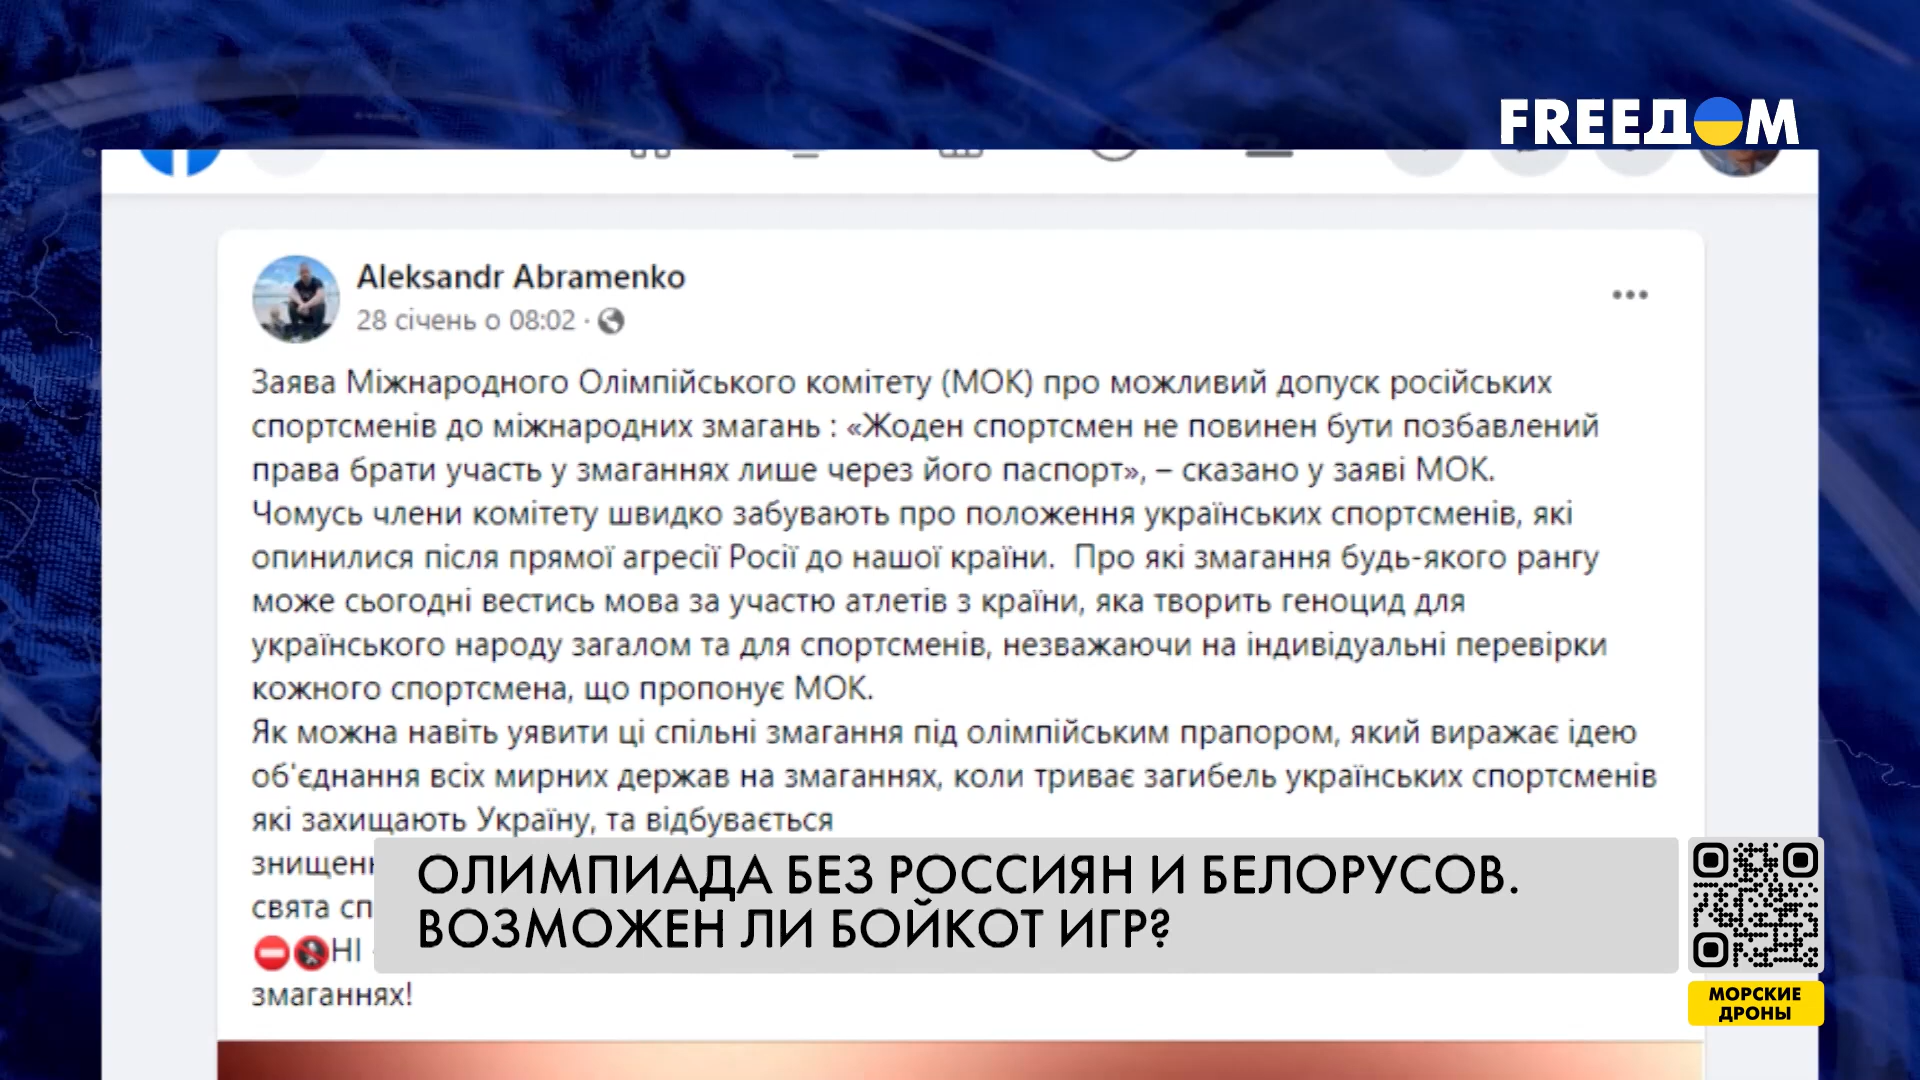 FREEДOM
Aleksandr Abramenko
28 січень о 08:02 ·
Заява Міжнародного Олімпійського комітету (МОК) про можливий допуск російських
спортсменів до міжнародних змагань : «Жоден спортсмен не повинен бути позбавлений
права брати участь у змаганнях лише через його паспорт», – сказано у заяві МОК.
Чомусь члени комітету швидко забувають про положення українських спортсменів, які
опинилися після прямої агресії Росії до нашої країни.  Про які змагання будь-якого рангу
може сьогодні вестись мова за участю атлетів з країни, яка творить геноцид для
українського народу загалом та для спортсменів, незважаючи на індивідуальні перевірки
кожного спортсмена, що пропонує МОК.
Як можна навіть уявити ці спільні змагання під олімпійським прапором, який виражає ідею
об'єднання всіх мирних держав на змаганнях, коли триває загибель українських спортсменів
які захищають Україну, та відбувається
свята
НІ
змаганнях!
ОЛИМПИАДА БЕЗ РОССИЯН И БЕЛОРУСОВ.
ВОЗМОЖЕН ЛИ БОЙКОТ ИГР?
МОРСКИЕ
ДРОНЫ